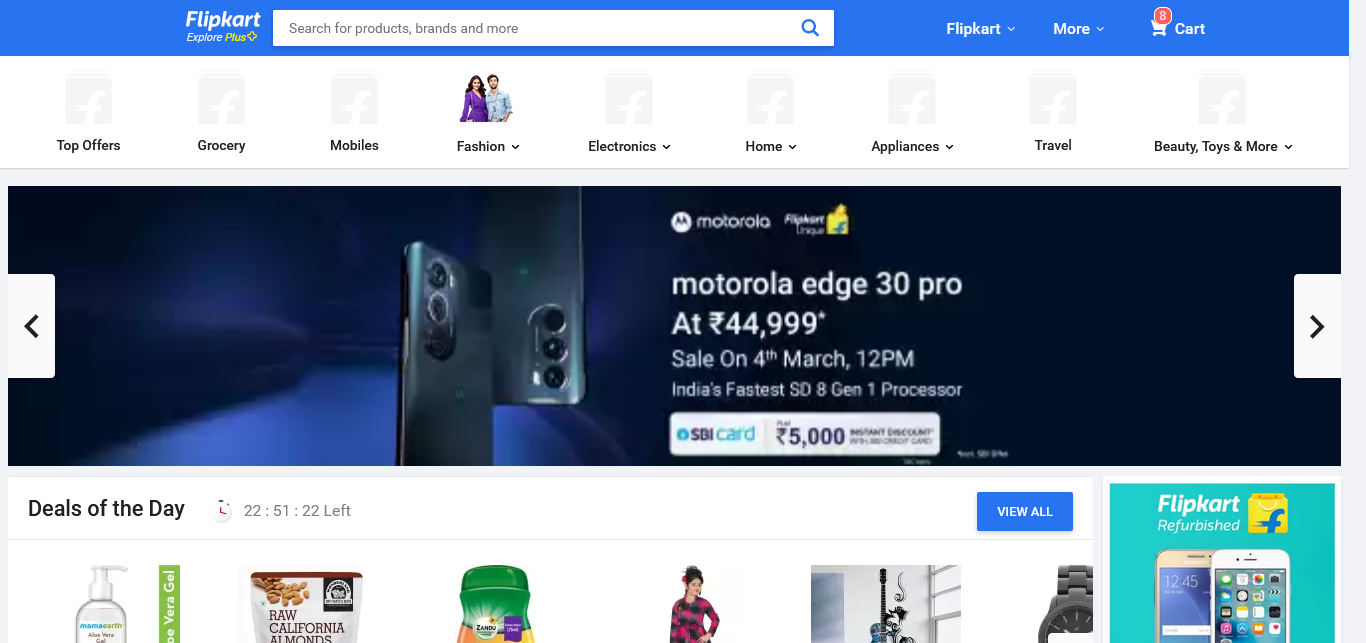 Flipkart
Explore Plus
Search for products, brands and more
Flipkart
More
8
Cart
Top Offers
Grocery
Mobiles
Fashion
Electronics
Home
Appliances
Travel
Beauty, Toys & More
motorola
Flipkart Unique
motorola edge 30 pro
At ₹44,999*
Sale On 4th March, 12PM
India's Fastest SD 8 Gen 1 Processor
SBI card
₹5,000 INSTANT DISCOUNT*
Deals of the Day
22 : 51 : 22 Left
VIEW ALL
Flipkart
Refurbished
12:45
mamaearth
Aloe Vera
Gel
Vera Gel
RAW
CALIFORNIA
ALMONDS
ZANDU